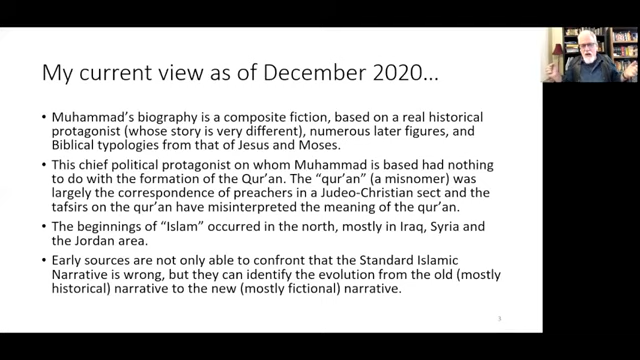 My current view as of December 2020...
• Muhammad's biography is a composite fiction, based on a real historical
protagonist (whose story is very different), numerous later figures, and
Biblical typologies from that of Jesus and Moses.
• This chief political protagonist on whom Muhammad is based had nothing
to do with the formation of the Qur'an. The "qur'an" (a misnomer) was
largely the correspondence of preachers in a Judeo-Christian sect and the
tafsirs on the qur'an have misinterpreted the meaning of the qur'an.
• The beginnings of "Islam" occurred in the north, mostly in Iraq, Syria and
the Jordan area.
• Early sources are not only able to confront that the Standard Islamic
Narrative is wrong, but they can identify the evolution from the old (mostly
historical) narrative to the new (mostly fictional) narrative.
3